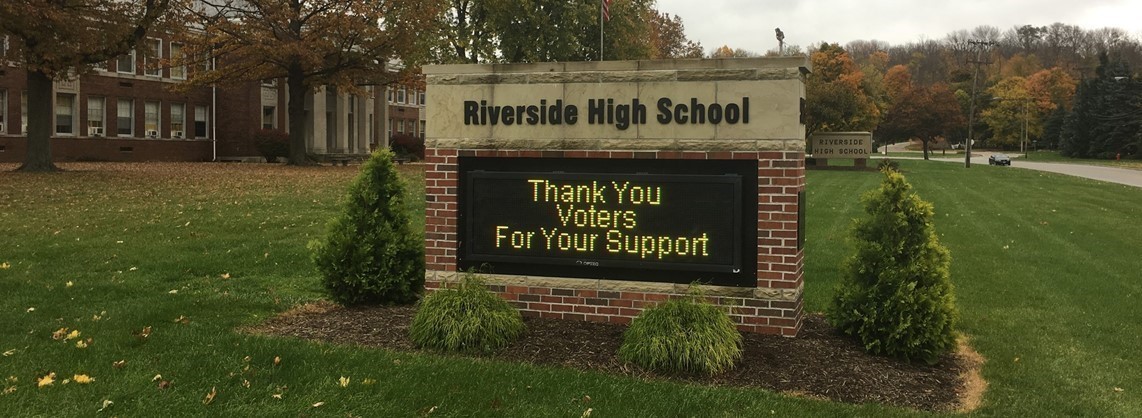 Riverside High School
Thank You
Voters
For Your Support
RIVERSIDE
HIGH SCHOOL